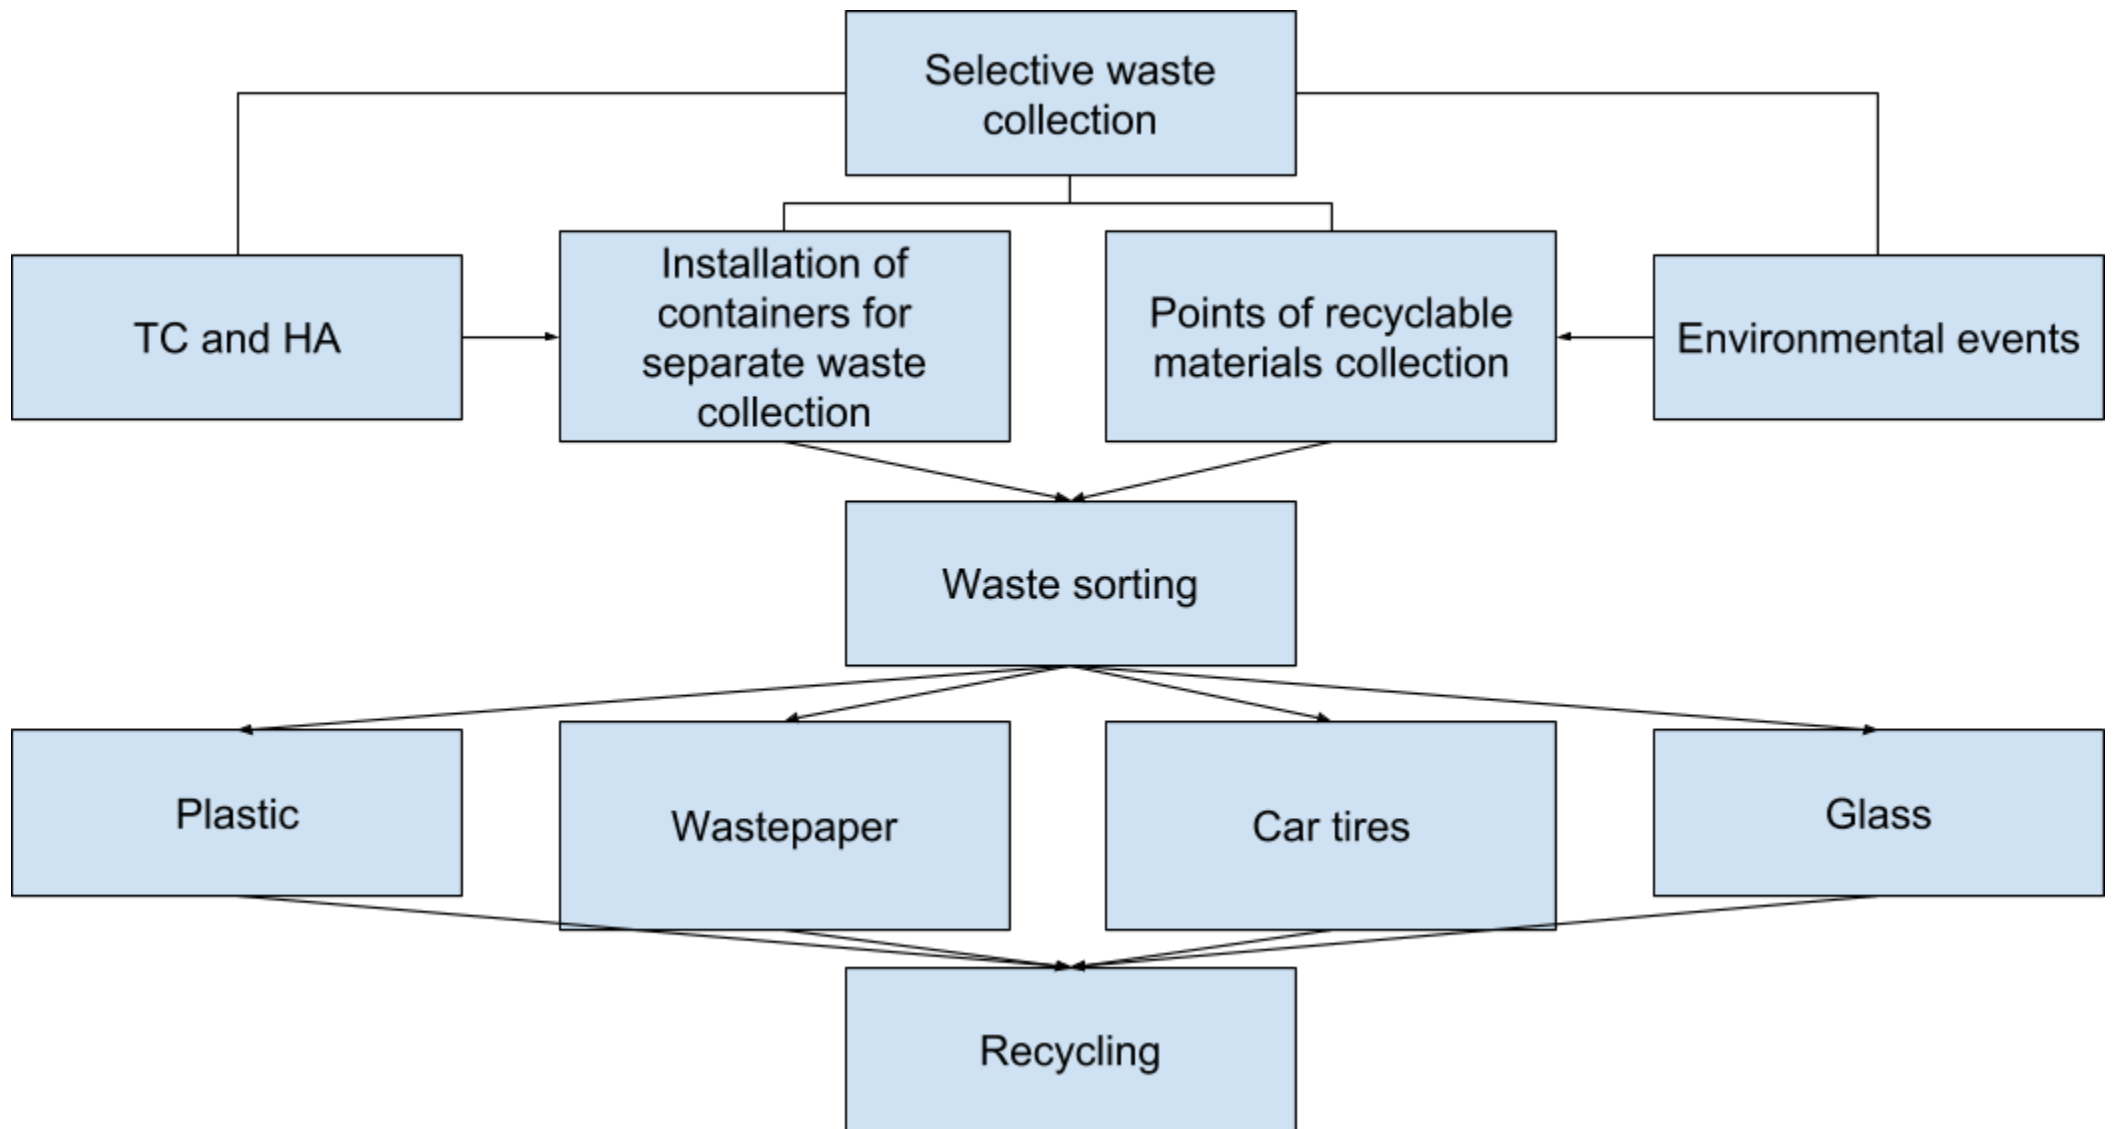 Selective waste
collection
TC and HA
Installation of
containers for
separate waste
collection
Points of recyclable
materials collection
Environmental events
Waste sorting
Plastic
Wastepaper
Car tires
Glass
Recycling